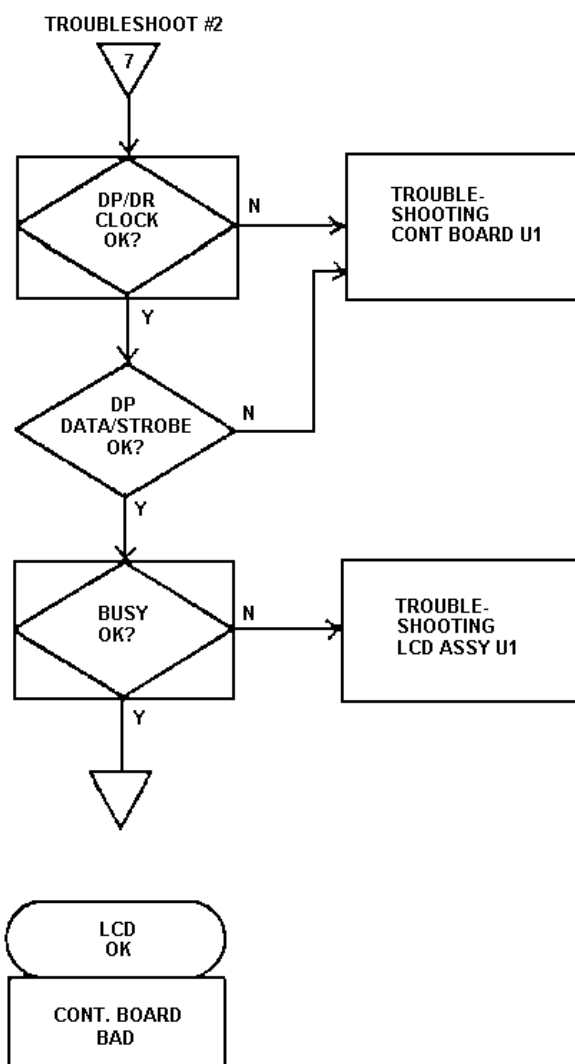 TROUBLESHOOT #2
7
DP/DR
CLOCK
OK?
N
TROUBLE-
SHOOTING
CONT BOARD U1
Y
DP
DATA/STROBE
OK?
N
Y
BUSY
OK?
N
TROUBLE-
SHOOTING
LCD ASSY U1
Y
LCD
OK
CONT. BOARD
BAD